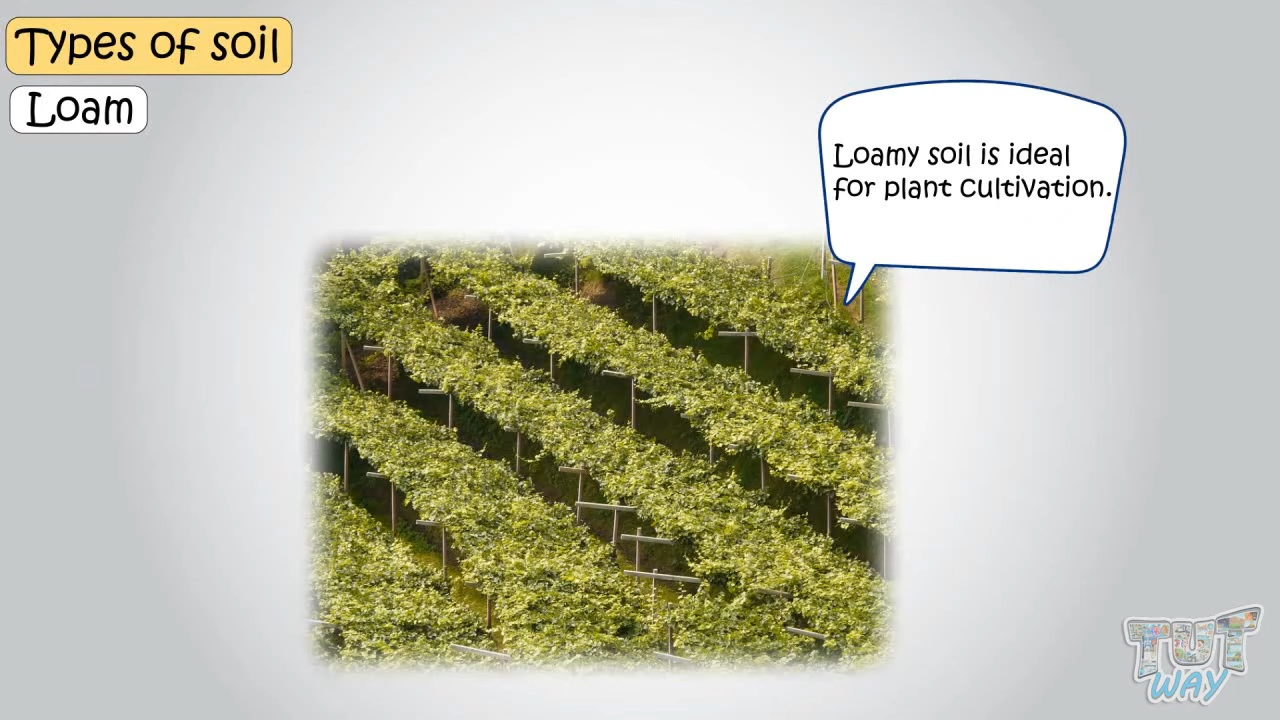 Types of soil
Loam
Loamy soil is ideal
for plant cultivation.
TUT
WAY